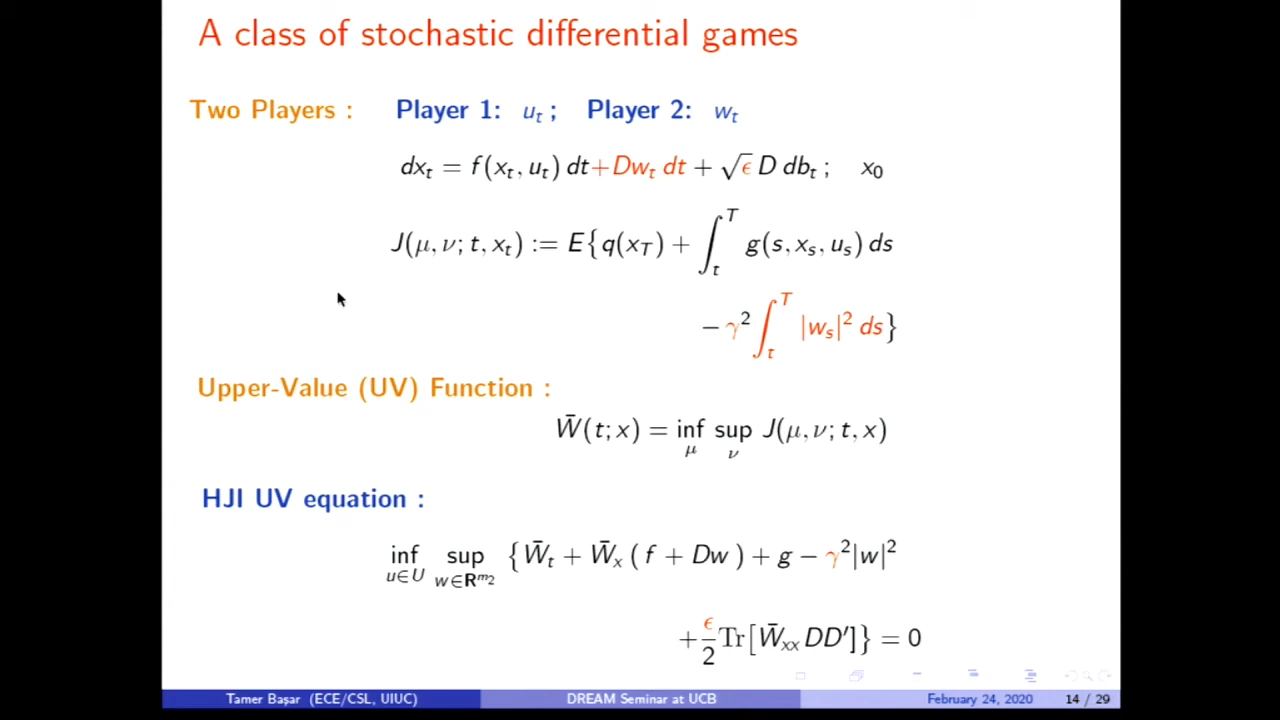 A class of stochastic differential games
Two Players : Player 1: u_t ; Player 2: w_t
dx_t = f(x_t, u_t) dt + Dw_t dt + √ϵ D db_t ; x_0
J(μ, ν; t, x_t) := E{q(x_T) + ∫_t^T g(s, x_s, u_s) ds
− γ² ∫_t^T |w_s|² ds}
Upper-Value (UV) Function :
W̄(t; x) = inf_μ sup_ν J(μ, ν; t, x)
HJI UV equation :
inf_{u∈U} sup_{w∈R^{m_2}} {W̄_t + W̄_x ( f + Dw ) + g − γ²|w|²
+ ϵ/2 Tr[W̄_xx DD′]} = 0
Tamer Başar (ECE/CSL, UIUC) DREAM Seminar at UCB February 24, 2020 14 / 29